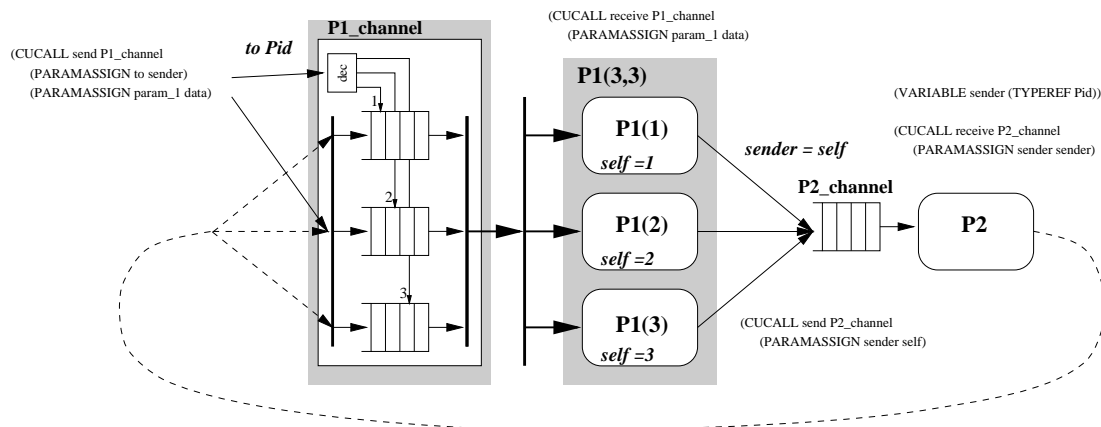 (CUCALL send P1_channel
(PARAMASSIGN to sender)
(PARAMASSIGN param_1 data)
to Pid
P1_channel
dec
1
2
3
(CUCALL receive P1_channel
(PARAMASSIGN param_1 data)
P1(3,3)
P1(1)
self =1
P1(2)
self =2
P1(3)
self =3
sender = self
P2_channel
(VARIABLE sender (TYPEREF Pid))
(CUCALL receive P2_channel
(PARAMASSIGN sender sender)
P2
(CUCALL send P2_channel
(PARAMASSIGN sender self)